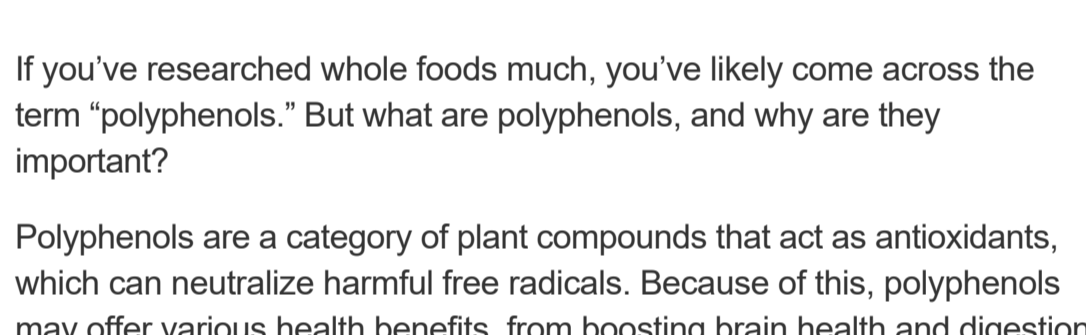 If you’ve researched whole foods much, you’ve likely come across the
term “polyphenols.” But what are polyphenols, and why are they
important?
Polyphenols are a category of plant compounds that act as antioxidants,
which can neutralize harmful free radicals. Because of this, polyphenols
may offer various health benefits, from boosting brain health and digestion